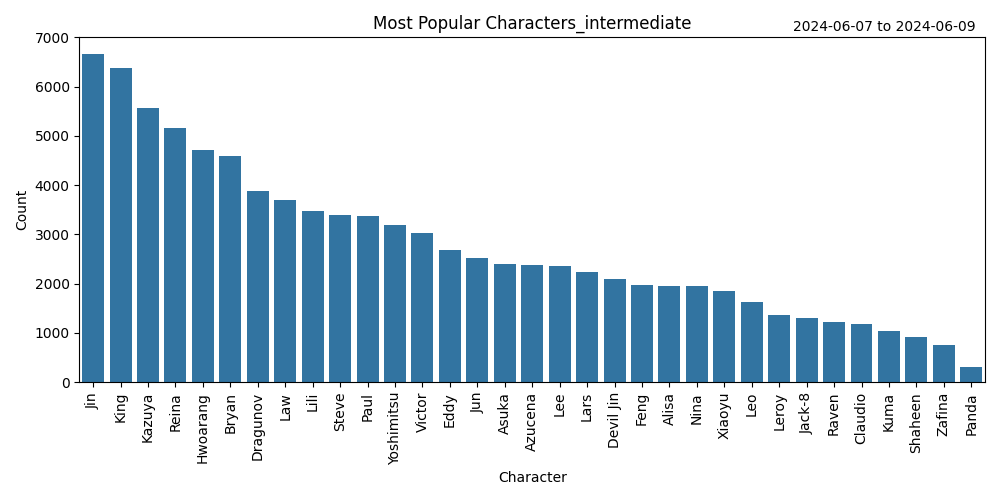 Most Popular Characters_intermediate
2024-06-07 to 2024-06-09
Count
7000
6000
5000
4000
3000
2000
1000
0
Jin
King
Kazuya
Reina
Hwoarang
Bryan
Dragunov
Law
Lili
Steve
Paul
Yoshimitsu
Victor
Eddy
Jun
Asuka
Azucena
Lee
Lars
Devil Jin
Feng
Alisa
Nina
Xiaoyu
Leo
Leroy
Jack-8
Raven
Claudio
Kuma
Shaheen
Zafina
Panda
Character